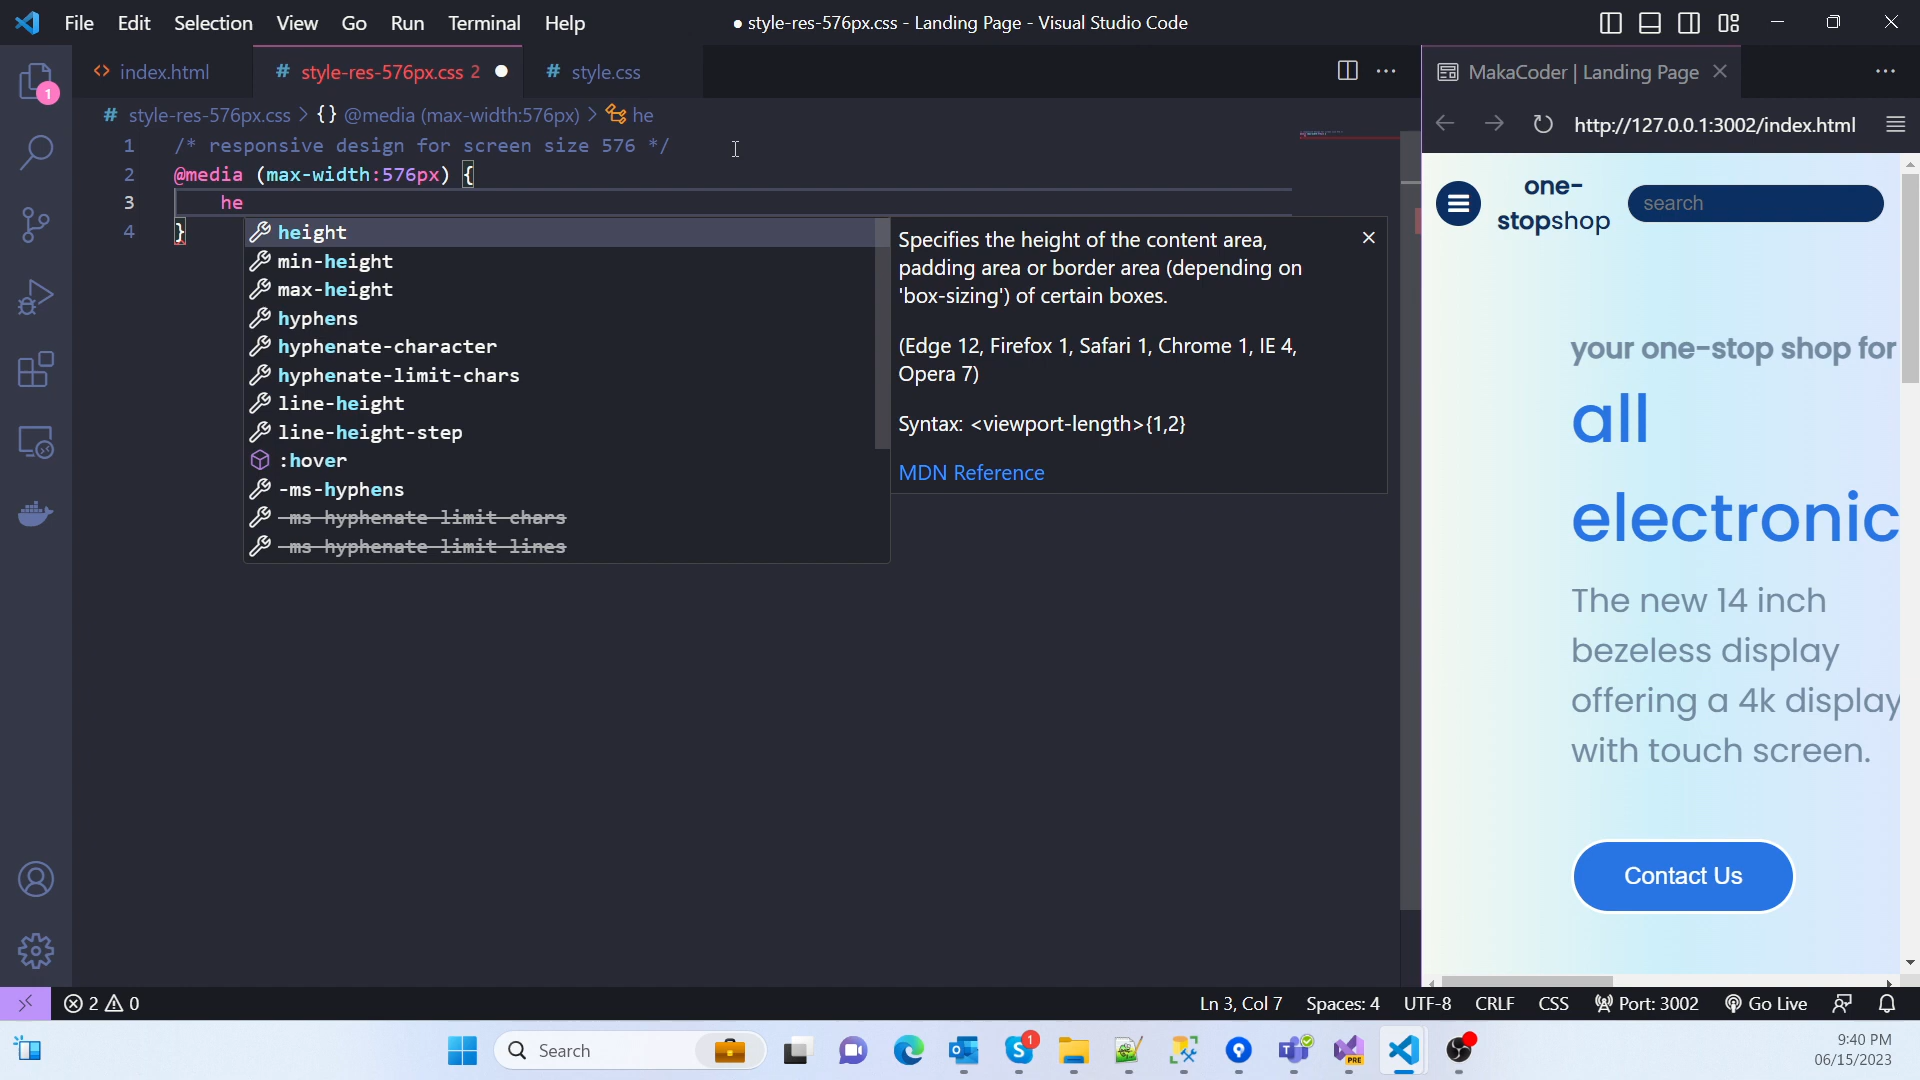 File Edit Selection View Go Run Terminal Help
● style-res-576px.css - Landing Page - Visual Studio Code
<> index.html
# style-res-576px.css 2 ●
# style.css
MakaCoder | Landing Page
# style-res-576px.css > {} @media (max-width:576px) > he
http://127.0.0.1:3002/index.html
1 /* responsive design for screen size 576 */
2 @media (max-width:576px) {
3 he
4 }
height
min-height
max-height
hyphens
hyphenate-character
hyphenate-limit-chars
line-height
line-height-step
:hover
-ms-hyphens
-ms-hyphenate-limit-chars
-ms-hyphenate-limit-lines
Specifies the height of the content area,
padding area or border area (depending on
'box-sizing') of certain boxes.
(Edge 12, Firefox 1, Safari 1, Chrome 1, IE 4,
Opera 7)
Syntax: <viewport-length>{1,2}
MDN Reference
one-
stopshop
search
your one-stop shop for
all
electronic
The new 14 inch
bezeless display
offering a 4k display
with touch screen.
Contact Us
1
2 0
Ln 3, Col 7 Spaces: 4 UTF-8 CRLF CSS Port: 3002 Go Live
Search
1
PRE
9:40 PM
06/15/2023